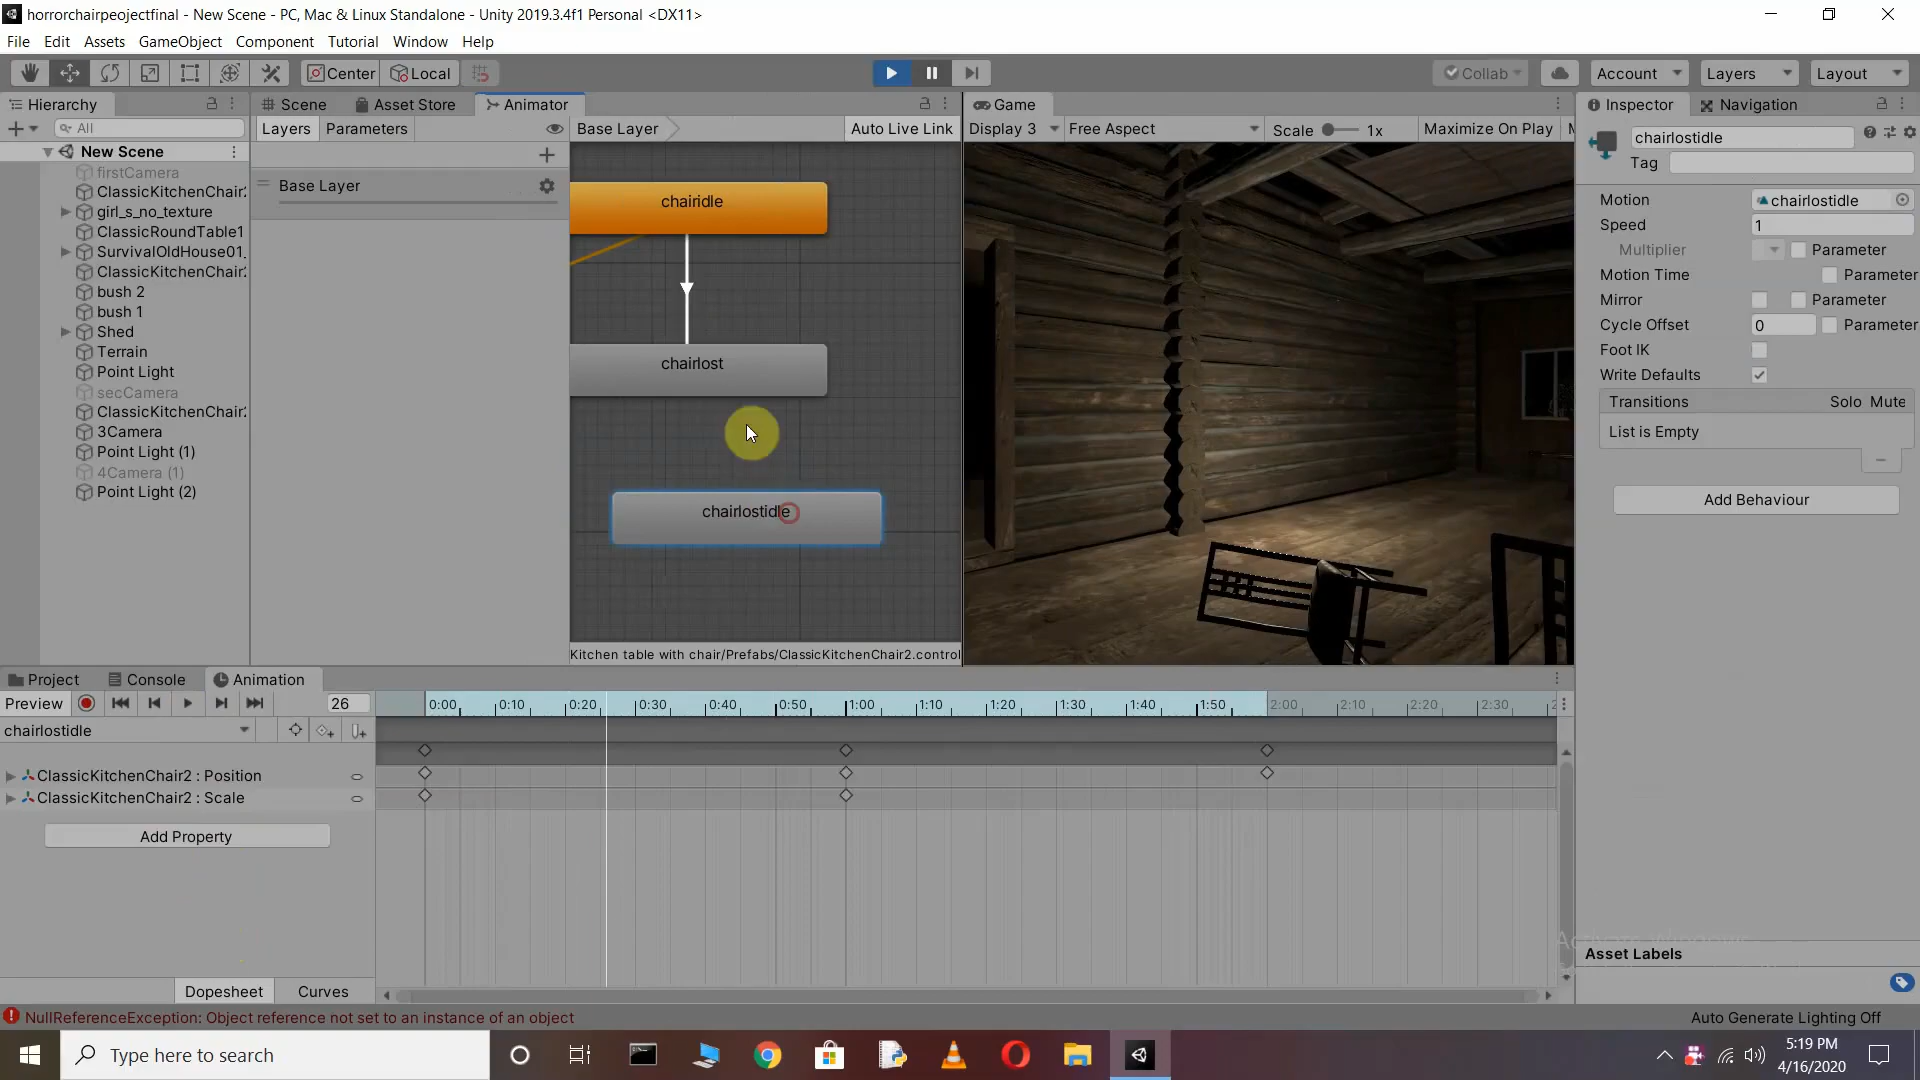 horrorchairpeojectfinal - New Scene - PC, Mac & Linux Standalone - Unity 2019.3.4f1 Personal <DX11>
File Edit Assets GameObject Component Tutorial Window Help
Center Local Collab Account Layers Layout
Hierarchy Scene Asset Store Animator Game Inspector Navigation
All Layers Parameters Base Layer Auto Live Link Display 3 Free Aspect Scale 1x Maximize On Play
New Scene
firstCamera
ClassicKitchenChair2
girl_s_no_texture
ClassicRoundTable1
SurvivalOldHouse01
ClassicKitchenChair2
bush 2
bush 1
Shed
Terrain
Point Light
secCamera
ClassicKitchenChair2
3Camera
Point Light (1)
4Camera (1)
Point Light (2)
Base Layer
chairidle
chairlost
chairlostidle
Kitchen table with chair/Prefabs/ClassicKitchenChair2.control
chairlostidle
Tag
Motion chairlostidle
Speed 1
Multiplier Parameter
Motion Time Parameter
Mirror Parameter
Cycle Offset 0 Parameter
Foot IK
Write Defaults
Transitions Solo Mute
List is Empty
Add Behaviour
Asset Labels
Project Console Animation
Preview 26 0:00 0:10 0:20 0:30 0:40 0:50 1:00 1:10 1:20 1:30 1:40 1:50 2:00 2:10 2:20 2:30
chairlostidle
ClassicKitchenChair2 : Position
ClassicKitchenChair2 : Scale
Add Property
Dopesheet Curves
NullReferenceException: Object reference not set to an instance of an object
Auto Generate Lighting Off
Type here to search
5:19 PM
4/16/2020